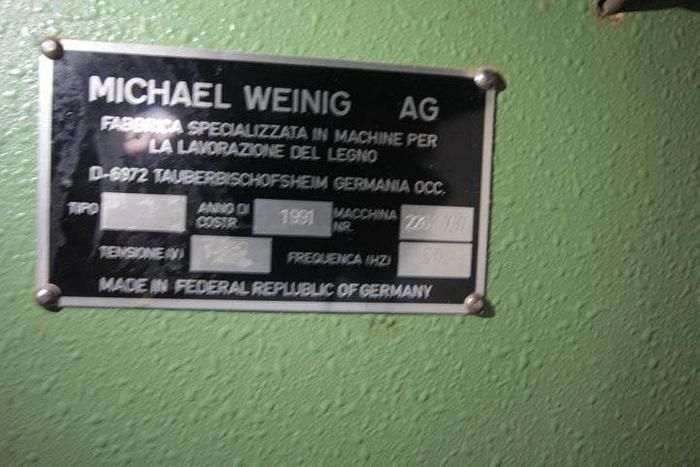 MICHAEL WEINIG AG
FABBRICA SPECIALIZZATA IN MACHINE PER
LA LAVORAZIONE DEL LEGNO
D-6972 TAUBERBISCHOFSHEIM GERMANIA OCC.
TIPO ANNO DI COSTR. 1991 MACCHINA NR.
TENSIONE (V) FREQUENCA (HZ)
MADE IN FEDERAL REPLUBLIC OF GERMANY